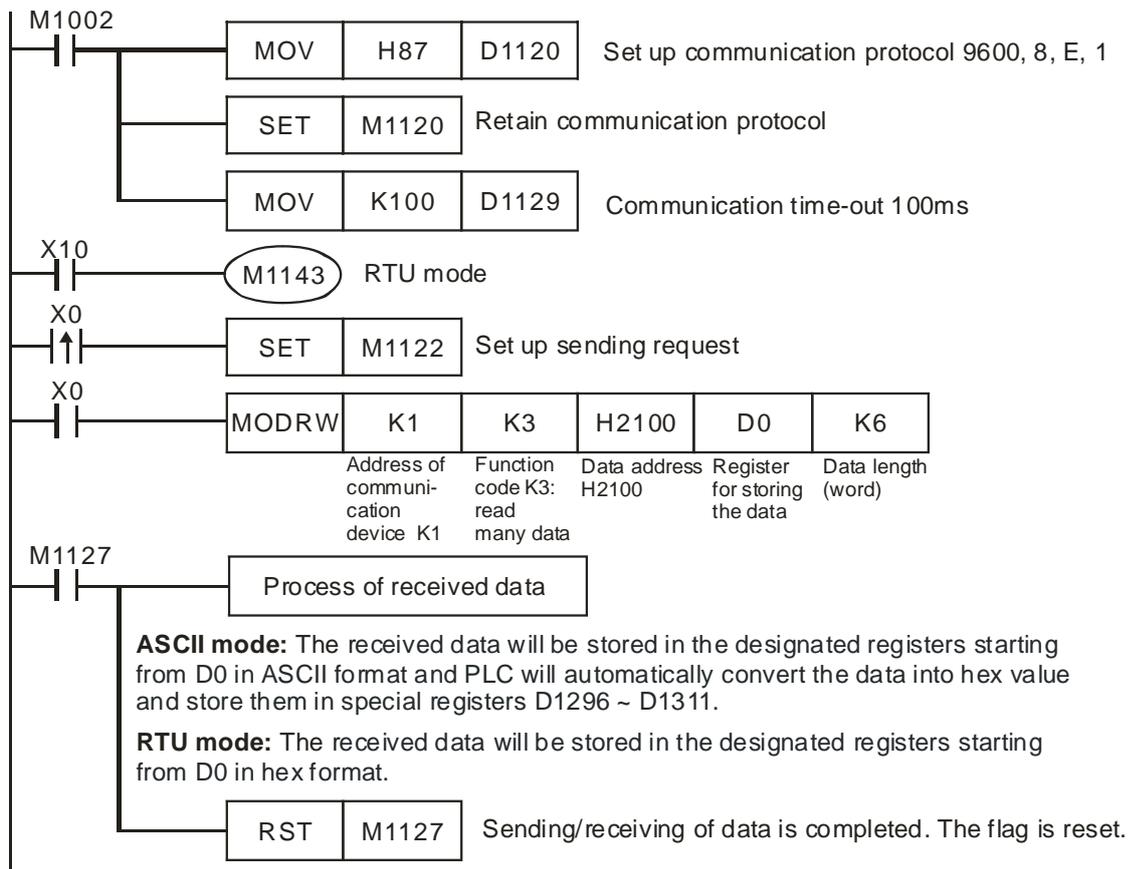 M1002
MOV H87 D1120 Set up communication protocol 9600, 8, E, 1
SET M1120 Retain communication protocol
MOV K100 D1129 Communication time-out 100ms
X10
M1143 RTU mode
X0
SET M1122 Set up sending request
X0
MODRW K1 K3 H2100 D0 K6
Address of Function Data address Register Data length
communi- code K3: H2100 for storing (word)
cation read the data
device K1 many data
M1127
Process of received data
ASCII mode: The received data will be stored in the designated registers starting
from D0 in ASCII format and PLC will automatically convert the data into hex value
and store them in special registers D1296 ~ D1311.
RTU mode: The received data will be stored in the designated registers starting
from D0 in hex format.
RST M1127 Sending/receiving of data is completed. The flag is reset.